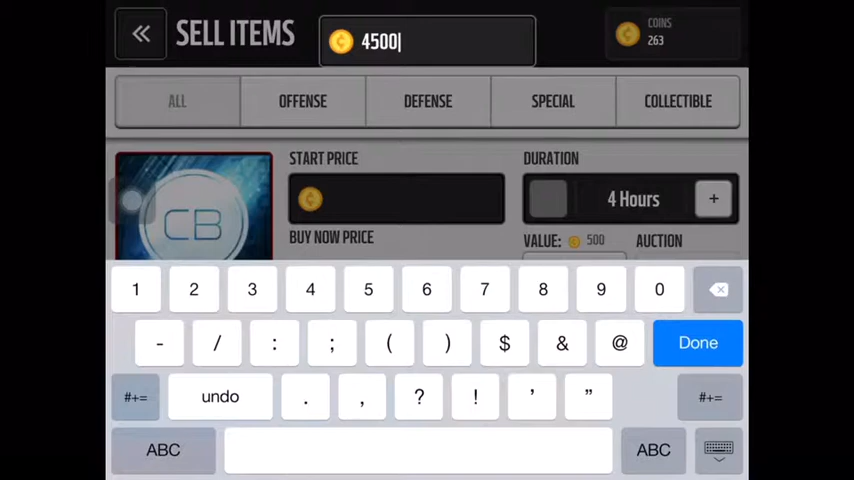 SELL ITEMS
4500
COINS
263
ALL OFFENSE DEFENSE SPECIAL COLLECTIBLE
START PRICE DURATION
CB
4 Hours +
BUY NOW PRICE VALUE: 500 AUCTION
1 2 3 4 5 6 7 8 9 0
- / : ; ( ) $ & @ Done
#+= undo . , ? ! ’ ” #+=
ABC ABC